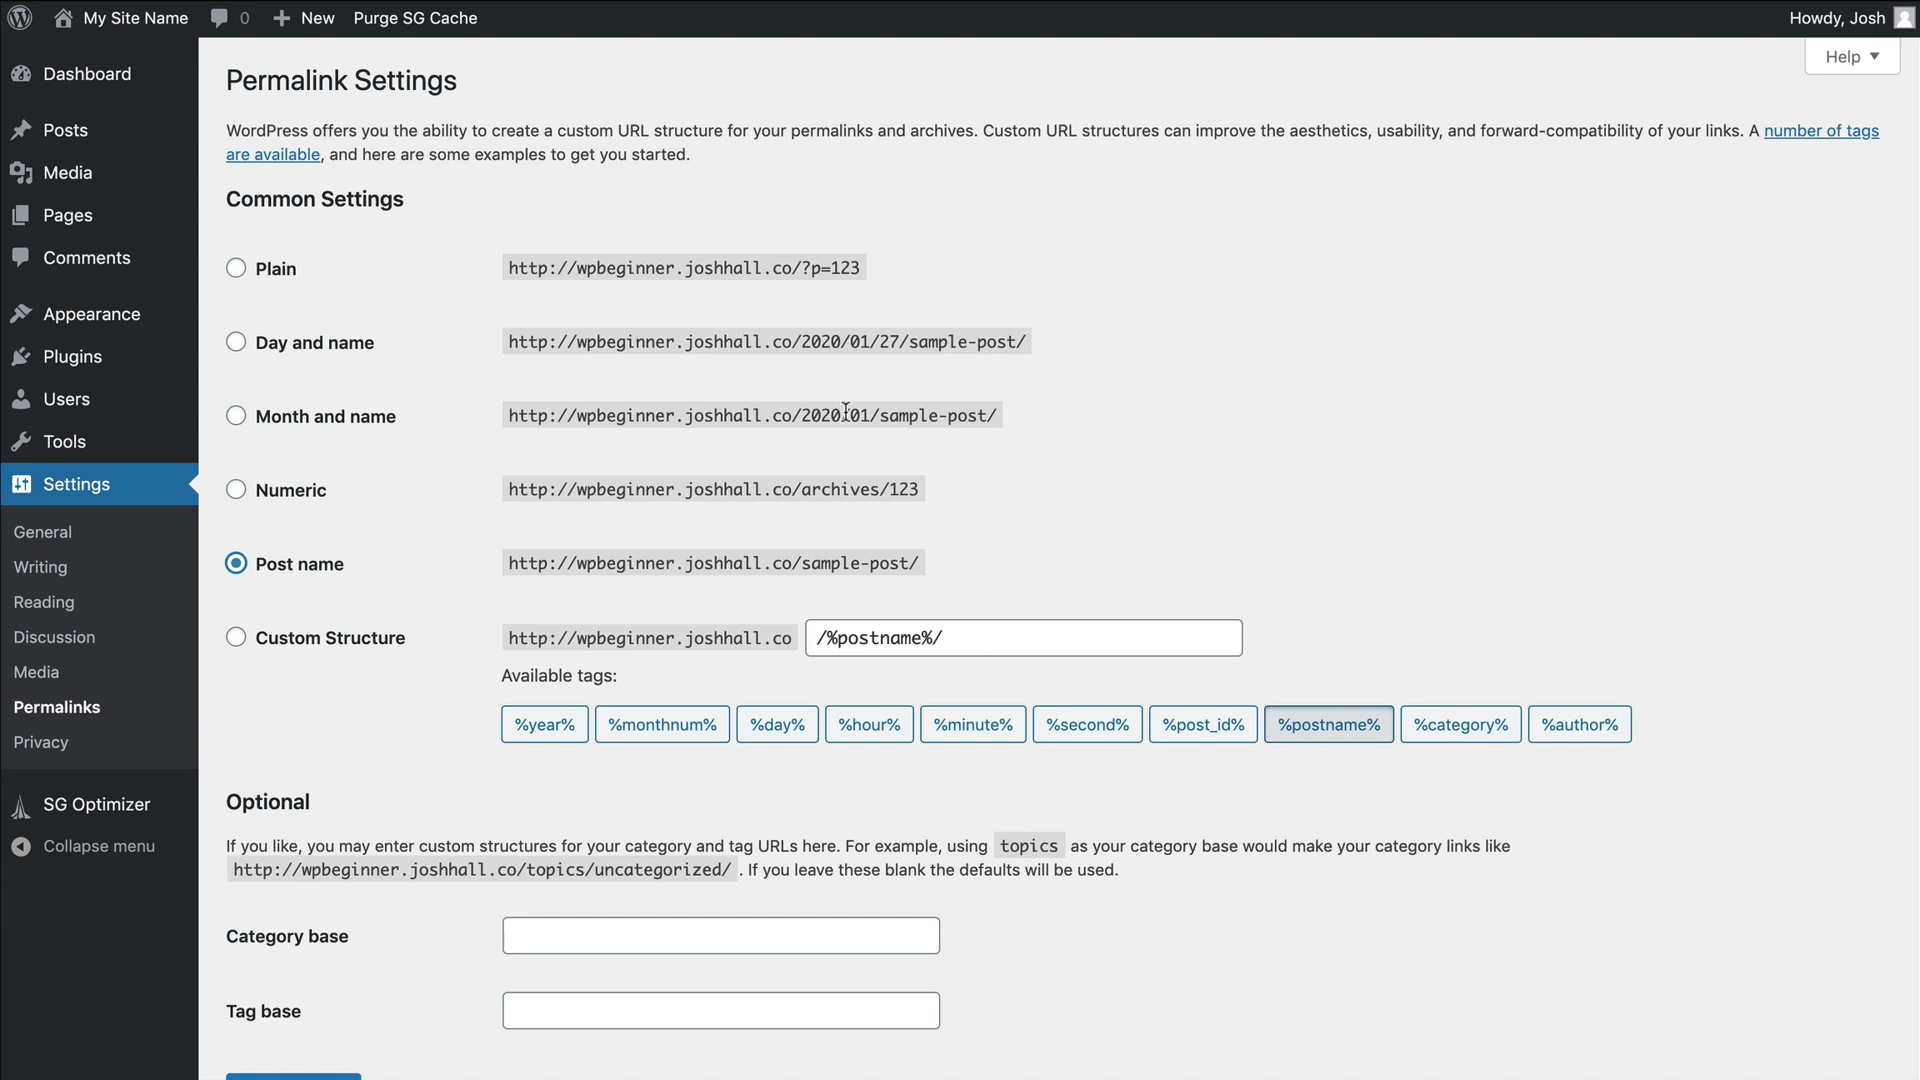 My Site Name 0 New Purge SG Cache Howdy, Josh
Help
Dashboard
Posts
Media
Pages
Comments
Appearance
Plugins
Users
Tools
Settings
General
Writing
Reading
Discussion
Media
Permalinks
Privacy
SG Optimizer
Collapse menu
Permalink Settings
WordPress offers you the ability to create a custom URL structure for your permalinks and archives. Custom URL structures can improve the aesthetics, usability, and forward-compatibility of your links. A number of tags
are available, and here are some examples to get you started.
Common Settings
Plain http://wpbeginner.joshhall.co/?p=123
Day and name http://wpbeginner.joshhall.co/2020/01/27/sample-post/
Month and name http://wpbeginner.joshhall.co/2020/01/sample-post/
Numeric http://wpbeginner.joshhall.co/archives/123
Post name http://wpbeginner.joshhall.co/sample-post/
Custom Structure http://wpbeginner.joshhall.co /%postname%/
Available tags:
%year% %monthnum% %day% %hour% %minute% %second% %post_id% %postname% %category% %author%
Optional
If you like, you may enter custom structures for your category and tag URLs here. For example, using topics as your category base would make your category links like
http://wpbeginner.joshhall.co/topics/uncategorized/ . If you leave these blank the defaults will be used.
Category base
Tag base